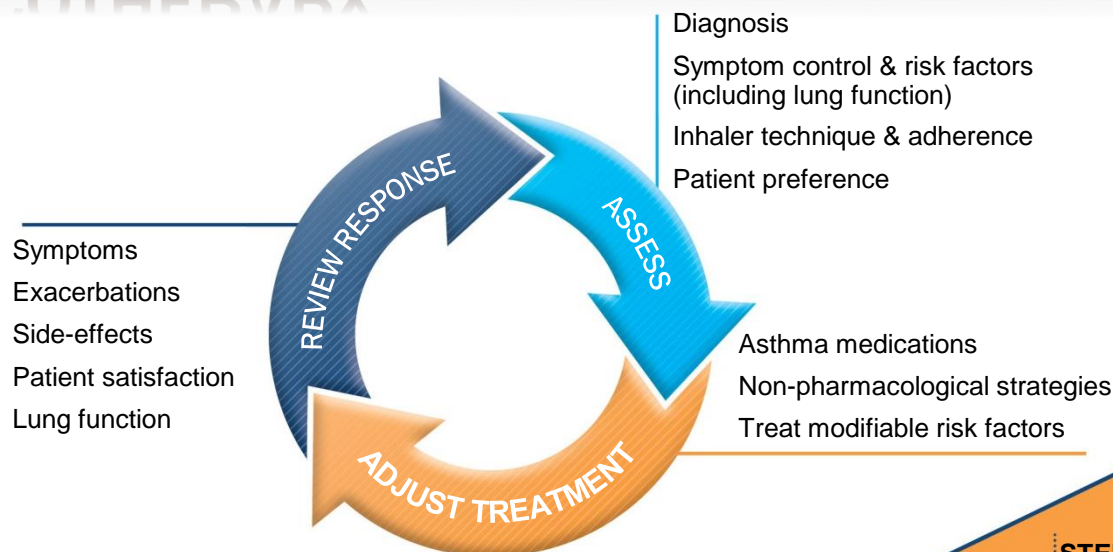 Diagnosis
Symptom control & risk factors
(including lung function)
Inhaler technique & adherence
Patient preference
REVIEW RESPONSE
ASSESS
Symptoms
Exacerbations
Side-effects
Patient satisfaction
Lung function
Asthma medications
Non-pharmacological strategies
Treat modifiable risk factors
ADJUST TREATMENT